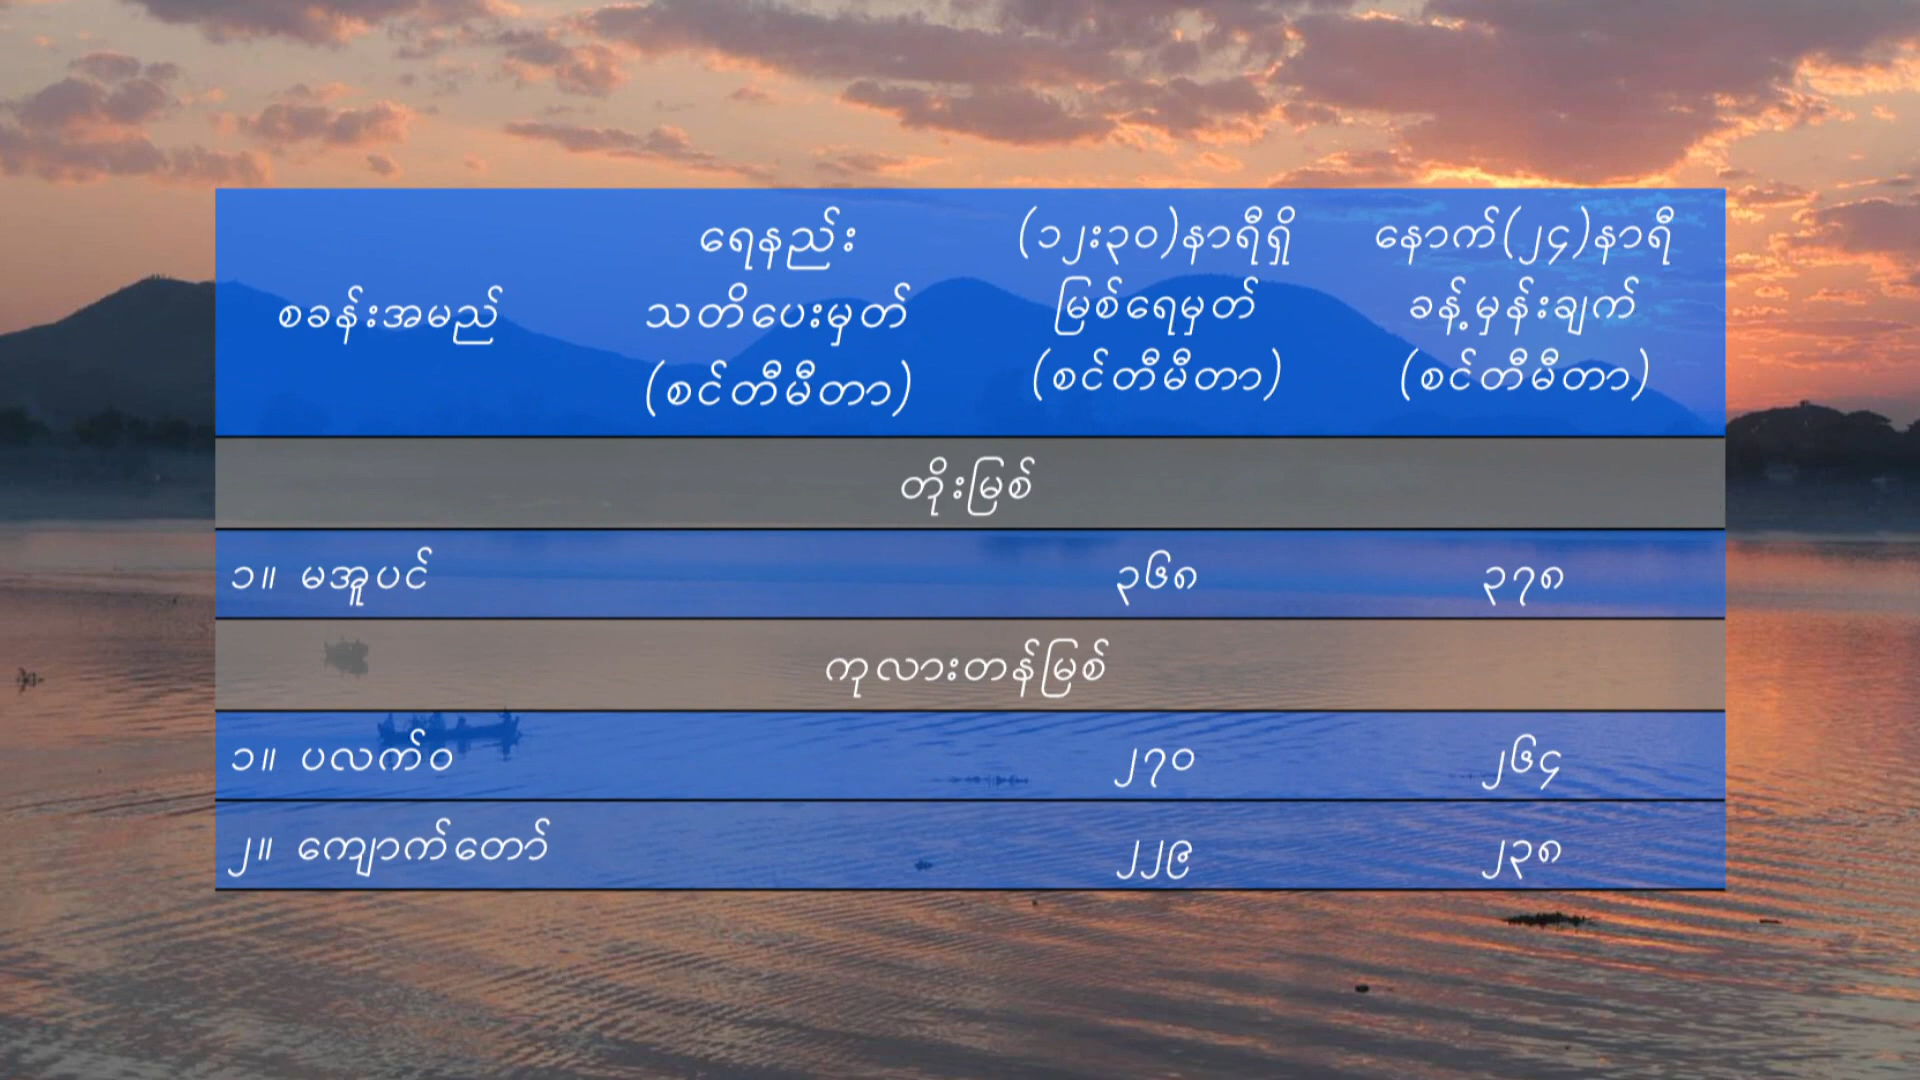 စခန်းအမည်
ရေနည်း
သတိပေးမှတ်
(စင်တီမီတာ)
(၁၂း၃၀)နာရီရှိ
မြစ်ရေမှတ်
(စင်တီမီတာ)
နောက်(၂၄)နာရီ
ခန့်မှန်းချက်
(စင်တီမီတာ)
တိုးမြစ်
၁။ မအူပင် ၃၆၈ ၃၇၈
ကုလားတန်မြစ်
၁။ ပလက်ဝ ၂၇၀ ၂၆၄
၂။ ကျောက်တော် ၂၂၉ ၂၃၈